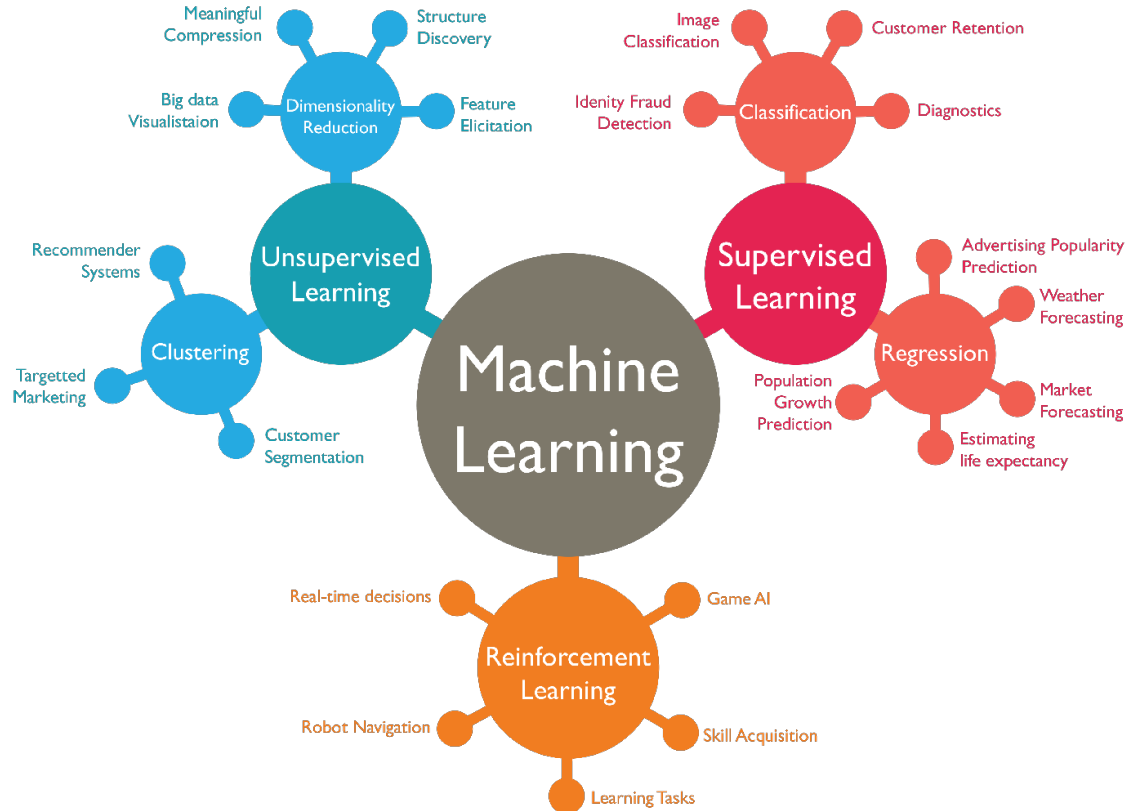 Meaningful
Compression
Structure
Discovery
Big data
Visualistaion
Dimensionality
Reduction
Feature
Elicitation
Image
Classification
Customer Retention
Idenity Fraud
Detection
Classification
Diagnostics
Unsupervised
Learning
Recommender
Systems
Clustering
Targetted
Marketing
Customer
Segmentation
Machine
Learning
Supervised
Learning
Advertising Popularity
Prediction
Weather
Forecasting
Regression
Population
Growth
Prediction
Market
Forecasting
Estimating
life expectancy
Real-time decisions
Game AI
Reinforcement
Learning
Robot Navigation
Skill Acquisition
Learning Tasks